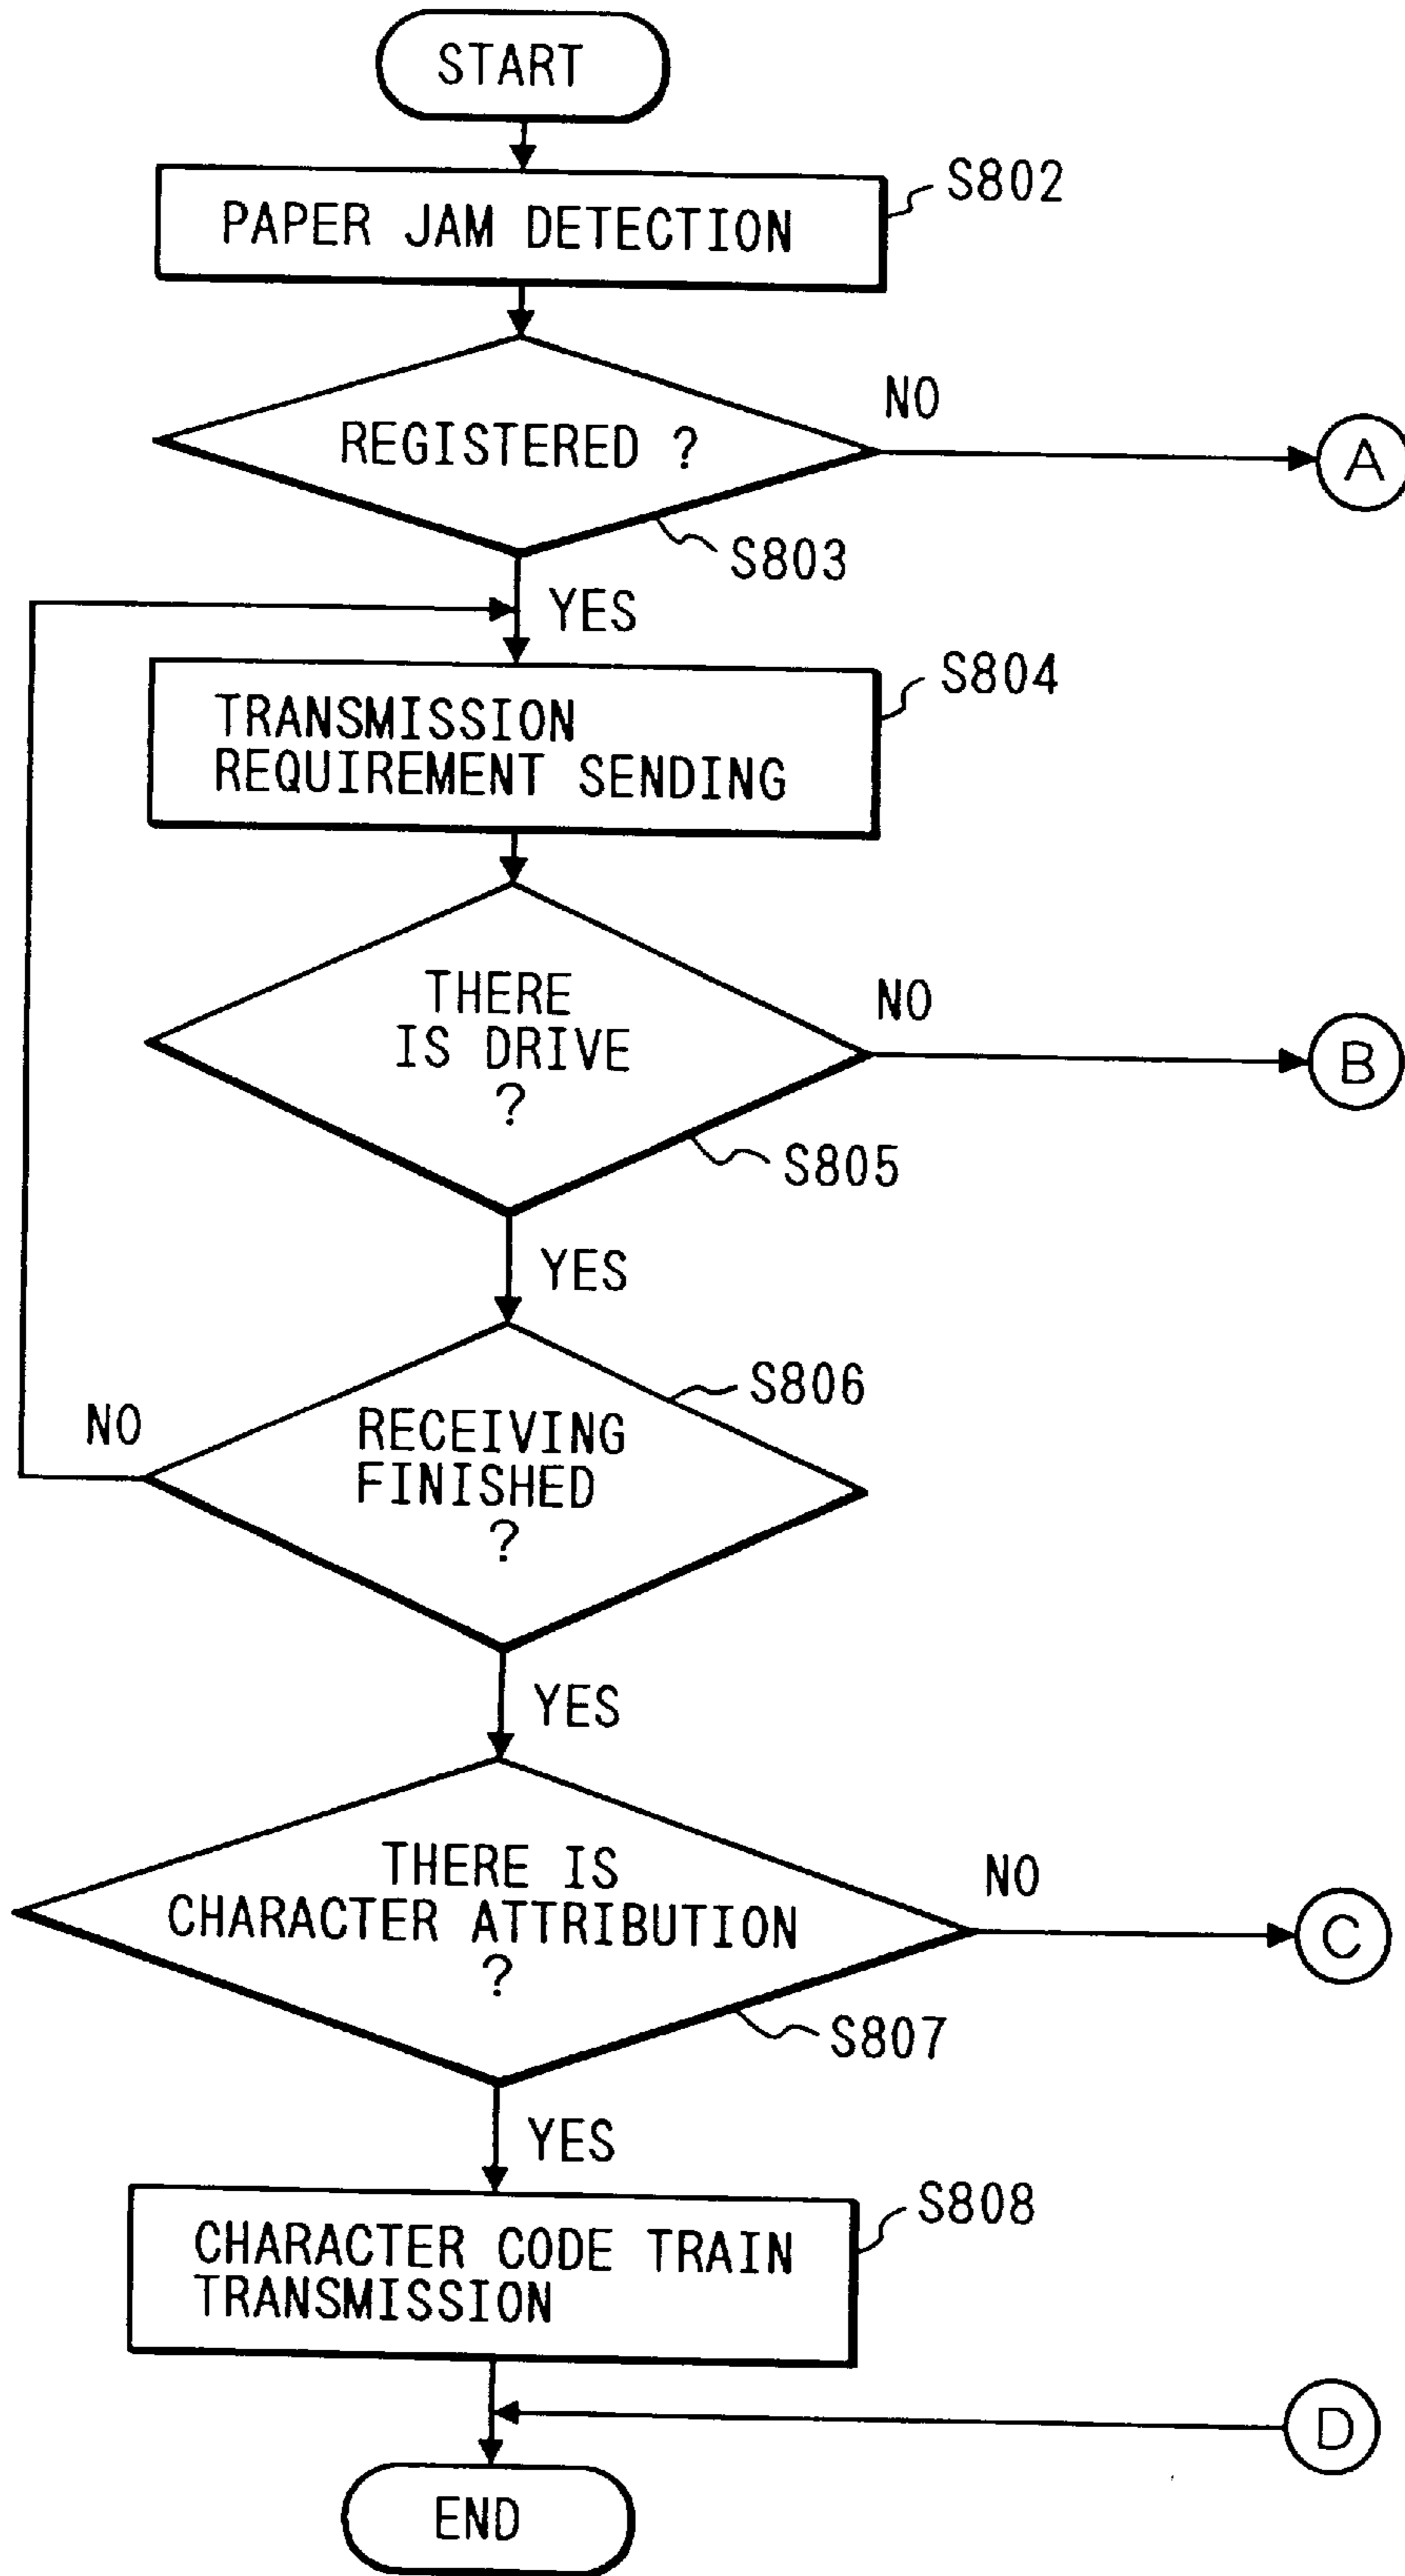 START
S802
PAPER JAM DETECTION
NO
REGISTERED ?
A
S803
YES
S804
TRANSMISSION
REQUIREMENT SENDING
THERE
NO
IS DRIVE
B
?
S805
YES
S806
NO
RECEIVING
FINISHED
?
YES
THERE IS
NO
CHARACTER ATTRIBUTION
C
?
S807
YES
S808
CHARACTER CODE TRAIN
TRANSMISSION
D
END